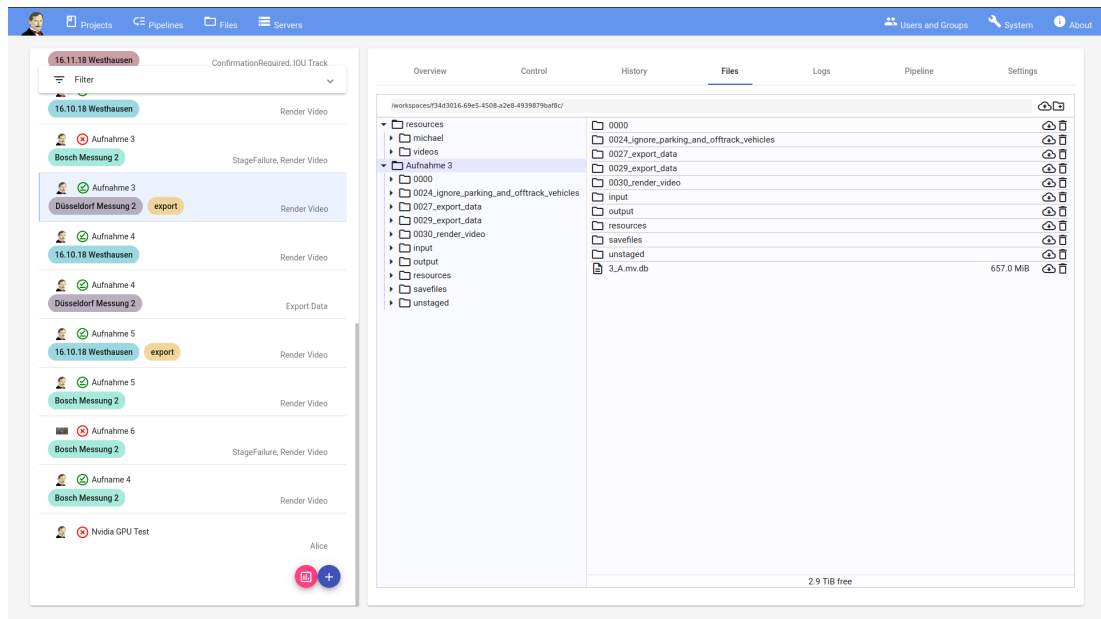 Projects Pipelines Files Servers Users and Groups System About
16.11.18 Westhausen
ConfirmationRequired, IOU Track
Filter
16.10.18 Westhausen
Render Video
Aufnahme 3
Bosch Messung 2
StageFailure, Render Video
Aufnahme 3
Düsseldorf Messung 2 export
Render Video
Aufnahme 4
16.10.18 Westhausen
Render Video
Aufnahme 4
Düsseldorf Messung 2
Export Data
Aufnahme 5
16.10.18 Westhausen export
Render Video
Aufnahme 5
Bosch Messung 2
Render Video
Aufnahme 6
Bosch Messung 2
StageFailure, Render Video
Aufname 4
Bosch Messung 2
Render Video
Nvidia GPU Test
Alice
Overview Control History Files Logs Pipeline Settings
/workspaces/f34d3016-69e5-4508-a2e8-4939879baf8c/
resources
michael
videos
Aufnahme 3
0000
0024_ignore_parking_and_offtrack_vehicles
0027_export_data
0029_export_data
0030_render_video
input
output
resources
savefiles
unstaged
0000
0024_ignore_parking_and_offtrack_vehicles
0027_export_data
0029_export_data
0030_render_video
input
output
resources
savefiles
unstaged
3_A.mv.db 657.0 MiB
2.9 TiB free